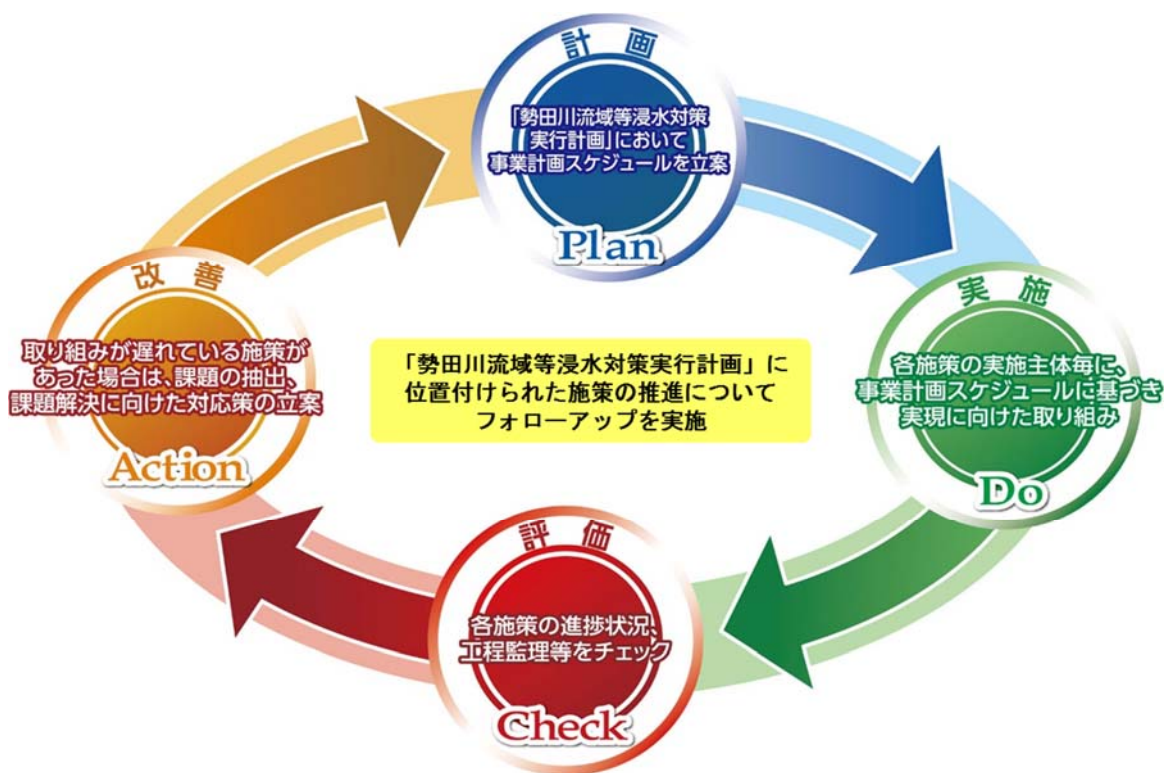 計画
「勢田川流域等浸水対策
実行計画」において
事業計画スケジュールを立案
Plan
実施
各施策の実施主体毎に、
事業計画スケジュールに基づき
実現に向けた取り組み
Do
評価
各施策の進捗状況、
工程監理等をチェック
Check
改善
取り組みが遅れている施策が
あった場合は、課題の抽出、
課題解決に向けた対応策の立案
Action
「勢田川流域等浸水対策実行計画」に
位置付けられた施策の推進について
フォローアップを実施